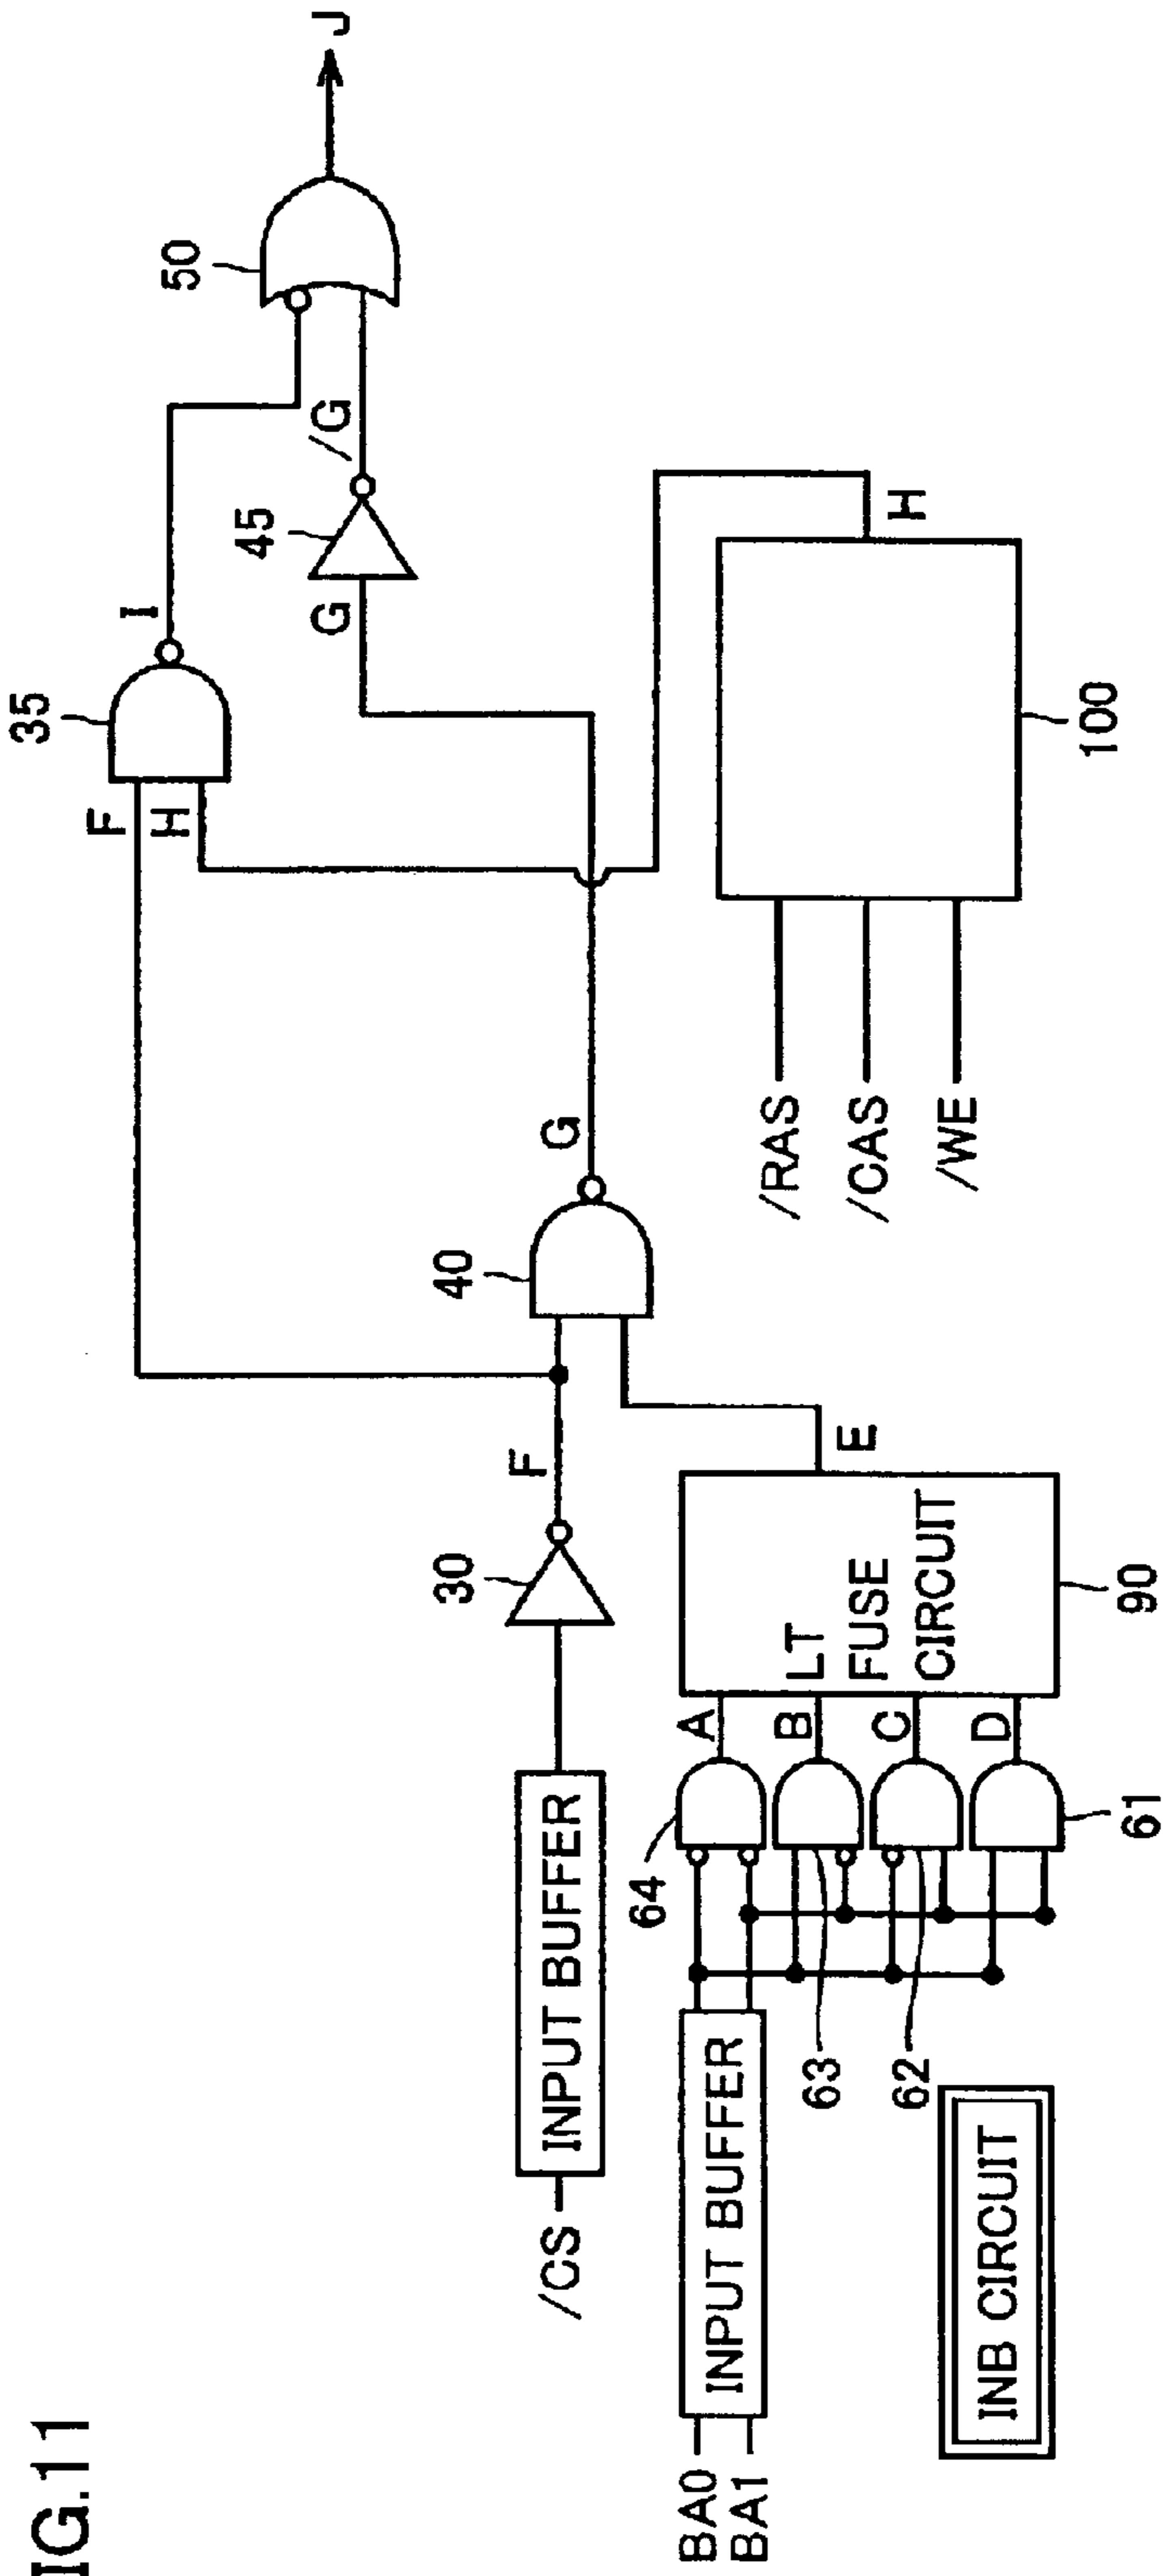 IG.11
/CS
INPUT BUFFER
30
F
40
G
F
H
35
I
G
45
/G
50
J
BA0
BA1
INPUT BUFFER
64
63
62
61
A
B
C
D
LT
FUSE
CIRCUIT
90
E
/RAS
/CAS
/WE
100
H
INB CIRCUIT